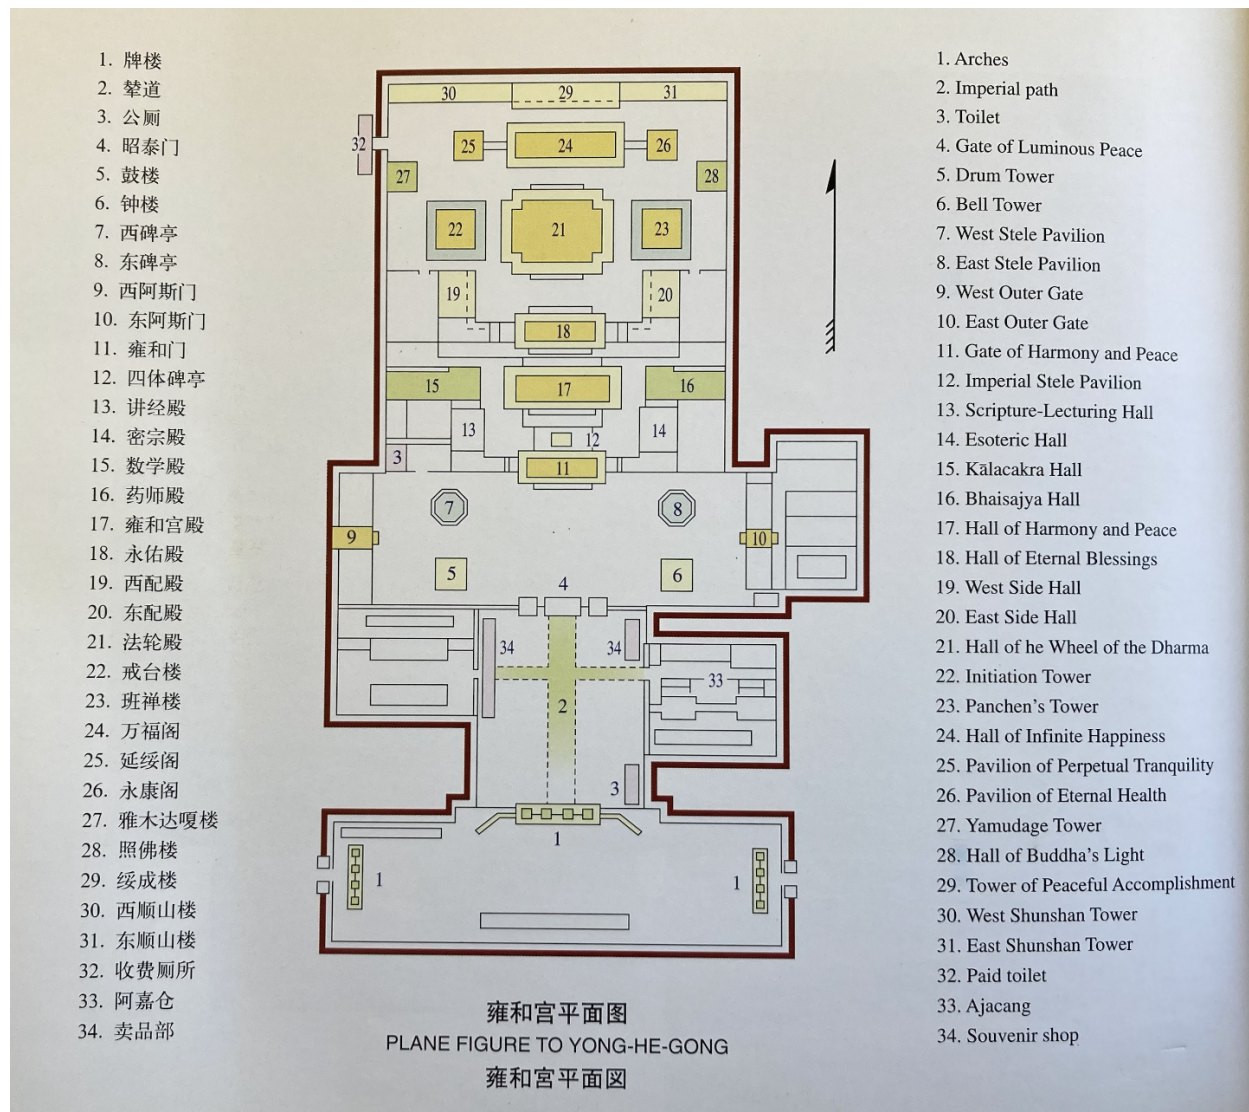 1. 牌楼
2. 辇道
3. 公厕
4. 昭泰门
5. 鼓楼
6. 钟楼
7. 西碑亭
8. 东碑亭
9. 西阿斯门
10. 东阿斯门
11. 雍和门
12. 四体碑亭
13. 讲经殿
14. 密宗殿
15. 数学殿
16. 药师殿
17. 雍和宫殿
18. 永佑殿
19. 西配殿
20. 东配殿
21. 法轮殿
22. 戒台楼
23. 班禅楼
24. 万福阁
25. 延绥阁
26. 永康阁
27. 雅木达嘎楼
28. 照佛楼
29. 绥成楼
30. 西顺山楼
31. 东顺山楼
32. 收费厕所
33. 阿嘉仓
34. 卖品部
30 29 31
32 25 24 26
27 28
22 21 23
19 20
18
15 17 16
13 12 14
3 11
7 8
9 10
5 4 6
34 34
33
2
3
1
1 1
雍和宫平面图
PLANE FIGURE TO YONG-HE-GONG
雍和宮平面図
1. Arches
2. Imperial path
3. Toilet
4. Gate of Luminous Peace
5. Drum Tower
6. Bell Tower
7. West Stele Pavilion
8. East Stele Pavilion
9. West Outer Gate
10. East Outer Gate
11. Gate of Harmony and Peace
12. Imperial Stele Pavilion
13. Scripture-Lecturing Hall
14. Esoteric Hall
15. Kālacakra Hall
16. Bhaisajya Hall
17. Hall of Harmony and Peace
18. Hall of Eternal Blessings
19. West Side Hall
20. East Side Hall
21. Hall of he Wheel of the Dharma
22. Initiation Tower
23. Panchen's Tower
24. Hall of Infinite Happiness
25. Pavilion of Perpetual Tranquility
26. Pavilion of Eternal Health
27. Yamudage Tower
28. Hall of Buddha's Light
29. Tower of Peaceful Accomplishment
30. West Shunshan Tower
31. East Shunshan Tower
32. Paid toilet
33. Ajacang
34. Souvenir shop